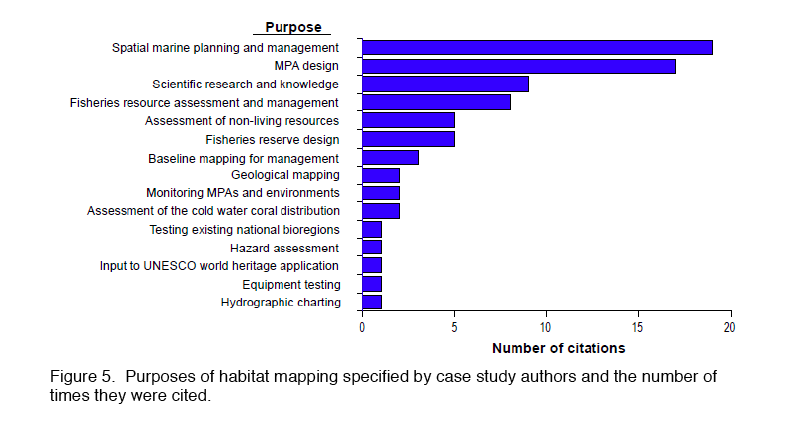 Purpose
Spatial marine planning and management
MPA design
Scientific research and knowledge
Fisheries resource assessment and management
Assessment of non-living resources
Fisheries reserve design
Baseline mapping for management
Geological mapping
Monitoring MPAs and environments
Assessment of the cold water coral distribution
Testing existing national bioregions
Hazard assessment
Input to UNESCO world heritage application
Equipment testing
Hydrographic charting
0 5 10 15 20
Number of citations
Figure 5. Purposes of habitat mapping specified by case study authors and the number of
times they were cited.